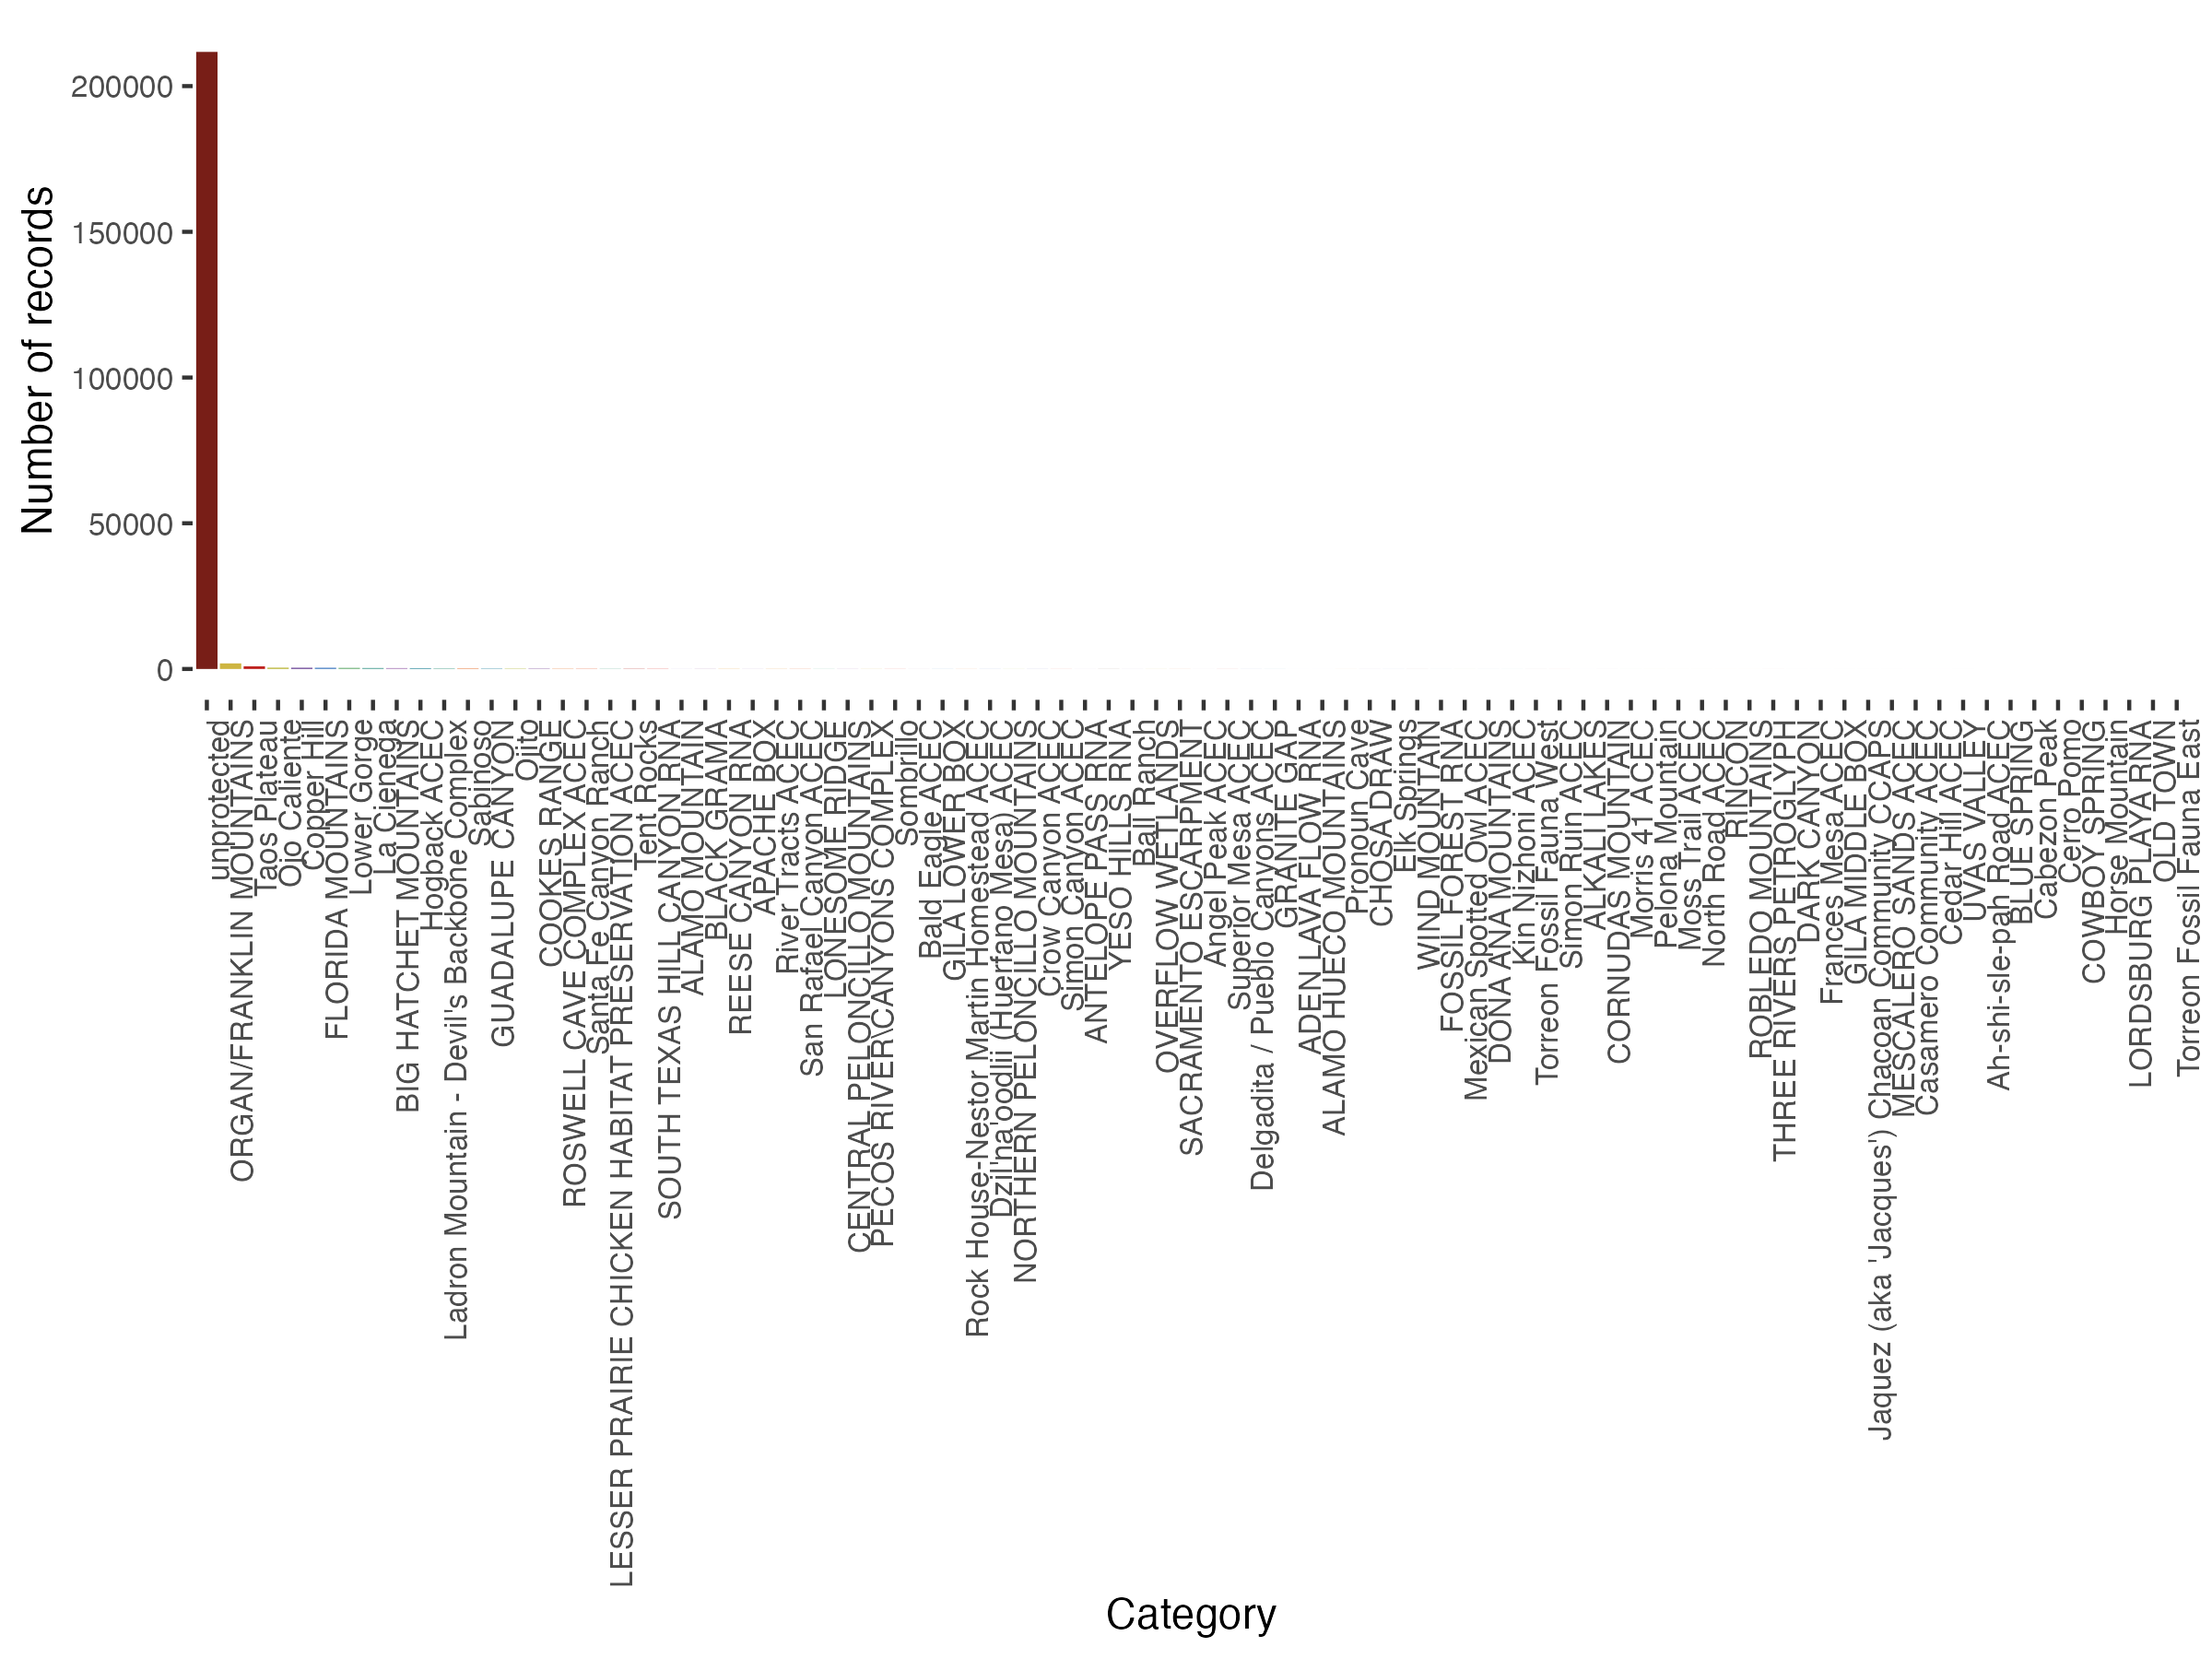 Number of records
200000
150000
100000
50000
0
unprotected
ORGAN/FRANKLIN MOUNTAINS
Taos Plateau
Ojo Caliente
Copper Hill
FLORIDA MOUNTAINS
Lower Gorge
La Cienega
BIG HATCHET MOUNTAINS
Hogback ACEC
Ladron Mountain - Devil's Backbone Complex
Sabinoso
GUADALUPE CANYON
Ojito
COOKES RANGE
ROSWELL CAVE COMPLEX ACEC
Santa Fe Canyon Ranch
LESSER PRAIRIE CHICKEN HABITAT PRESERVATION ACEC
Tent Rocks
SOUTH TEXAS HILL CANYON RNA
ALAMO MOUNTAIN
BLACK GRAMA
REESE CANYON RNA
APACHE BOX
River Tracts ACEC
San Rafael Canyon ACEC
LONESOME RIDGE
CENTRAL PELONCILLO MOUNTAINS
PECOS RIVER\CANYONS COMPLEX
Sombrillo
Bald Eagle ACEC
GILA LOWER BOX
Rock House-Nestor Martin Homestead ACEC
Dzil'na'oodlii (Huerfano Mesa) ACEC
NORTHERN PELONCILLO MOUNTAINS
Crow Canyon ACEC
Simon Canyon ACEC
ANTELOPE PASS RNA
YESO HILLS RNA
Ball Ranch
OVERFLOW WETLANDS
SACRAMENTO ESCARPMENT
Angel Peak ACEC
Superior Mesa ACEC
Delgadita / Pueblo Canyons ACEC
GRANITE GAP
ADEN LAVA FLOW RNA
ALAMO HUECO MOUNTAINS
Pronoun Cave
CHOSA DRAW
Elk Springs
WIND MOUNTAIN
FOSSIL FOREST RNA
Mexican Spotted Owl ACEC
DONA ANA MOUNTAINS
Kin Nizhoni ACEC
Torreon Fossil Fauna West
Simon Ruin ACEC
ALKALI LAKES
CORNUDAS MOUNTAIN
Morris 41 ACEC
Pelona Mountain
Moss Trail ACEC
North Road ACEC
RINCON
ROBLEDO MOUNTAINS
THREE RIVERS PETROGLYPH
DARK CANYON
Frances Mesa ACEC
GILA MIDDLE BOX
Jaquez (aka 'Jacques') Chacoan Community CCAPS
MESCALERO SANDS ACEC
Casamero Community ACEC
Cedar Hill ACEC
UVAS VALLEY
Ah-shi-sle-pah Road ACEC
BLUE SPRING
Cabezon Peak
Cerro Pomo
COWBOY SPRING
Horse Mountain
LORDSBURG PLAYA RNA
OLD TOWN
Torreon Fossil Fauna East
Category